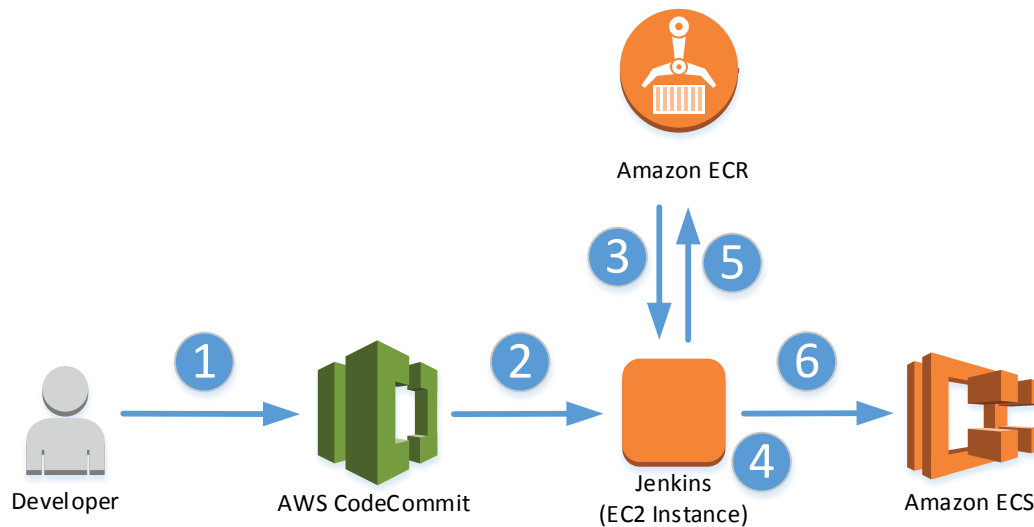 Amazon ECR
3
5
1
2
6
4
Developer
AWS CodeCommit
Jenkins
(EC2 Instance)
Amazon ECS